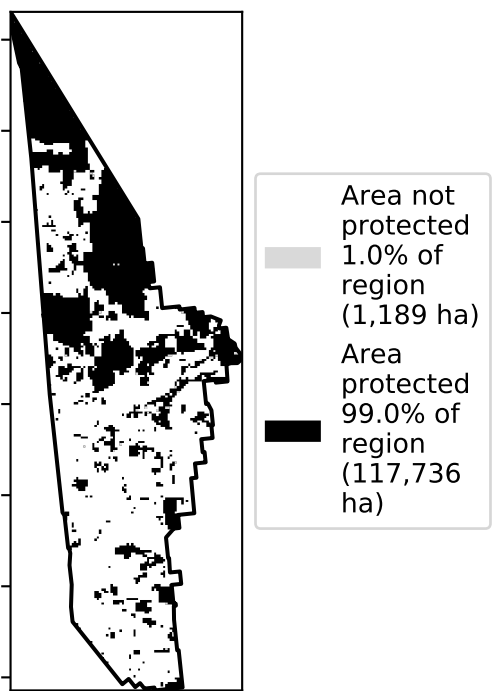 Area not
protected
1.0% of
region
(1,189 ha)
Area
protected
99.0% of
region
(117,736
ha)